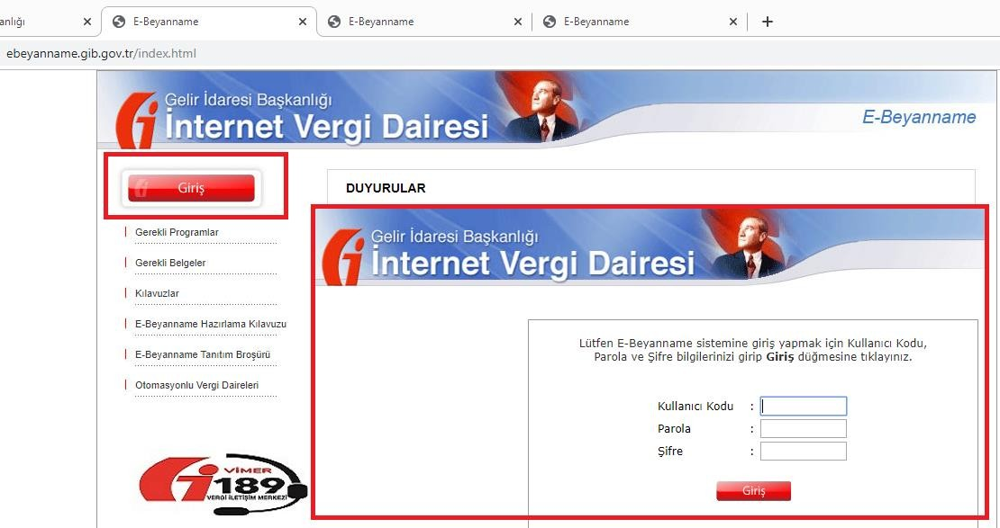 anlığı
E-Beyanname
E-Beyanname
E-Beyanname
ebeyanname.gib.gov.tr/index.html
Gelir İdaresi Başkanlığı
İnternet Vergi Dairesi
E-Beyanname
Giriş
DUYURULAR
Gerekli Programlar
Gerekli Belgeler
Kılavuzlar
E-Beyanname Hazırlama Kılavuzu
E-Beyanname Tanıtım Broşürü
Otomasyonlu Vergi Daireleri
VİMER
189
VERGİ İLETİŞİM MERKEZİ
Gelir İdaresi Başkanlığı
İnternet Vergi Dairesi
Lütfen E-Beyanname sistemine giriş yapmak için Kullanıcı Kodu,
Parola ve Şifre bilgilerinizi girip Giriş düğmesine tıklayınız.
Kullanıcı Kodu :
Parola :
Şifre :
Giriş